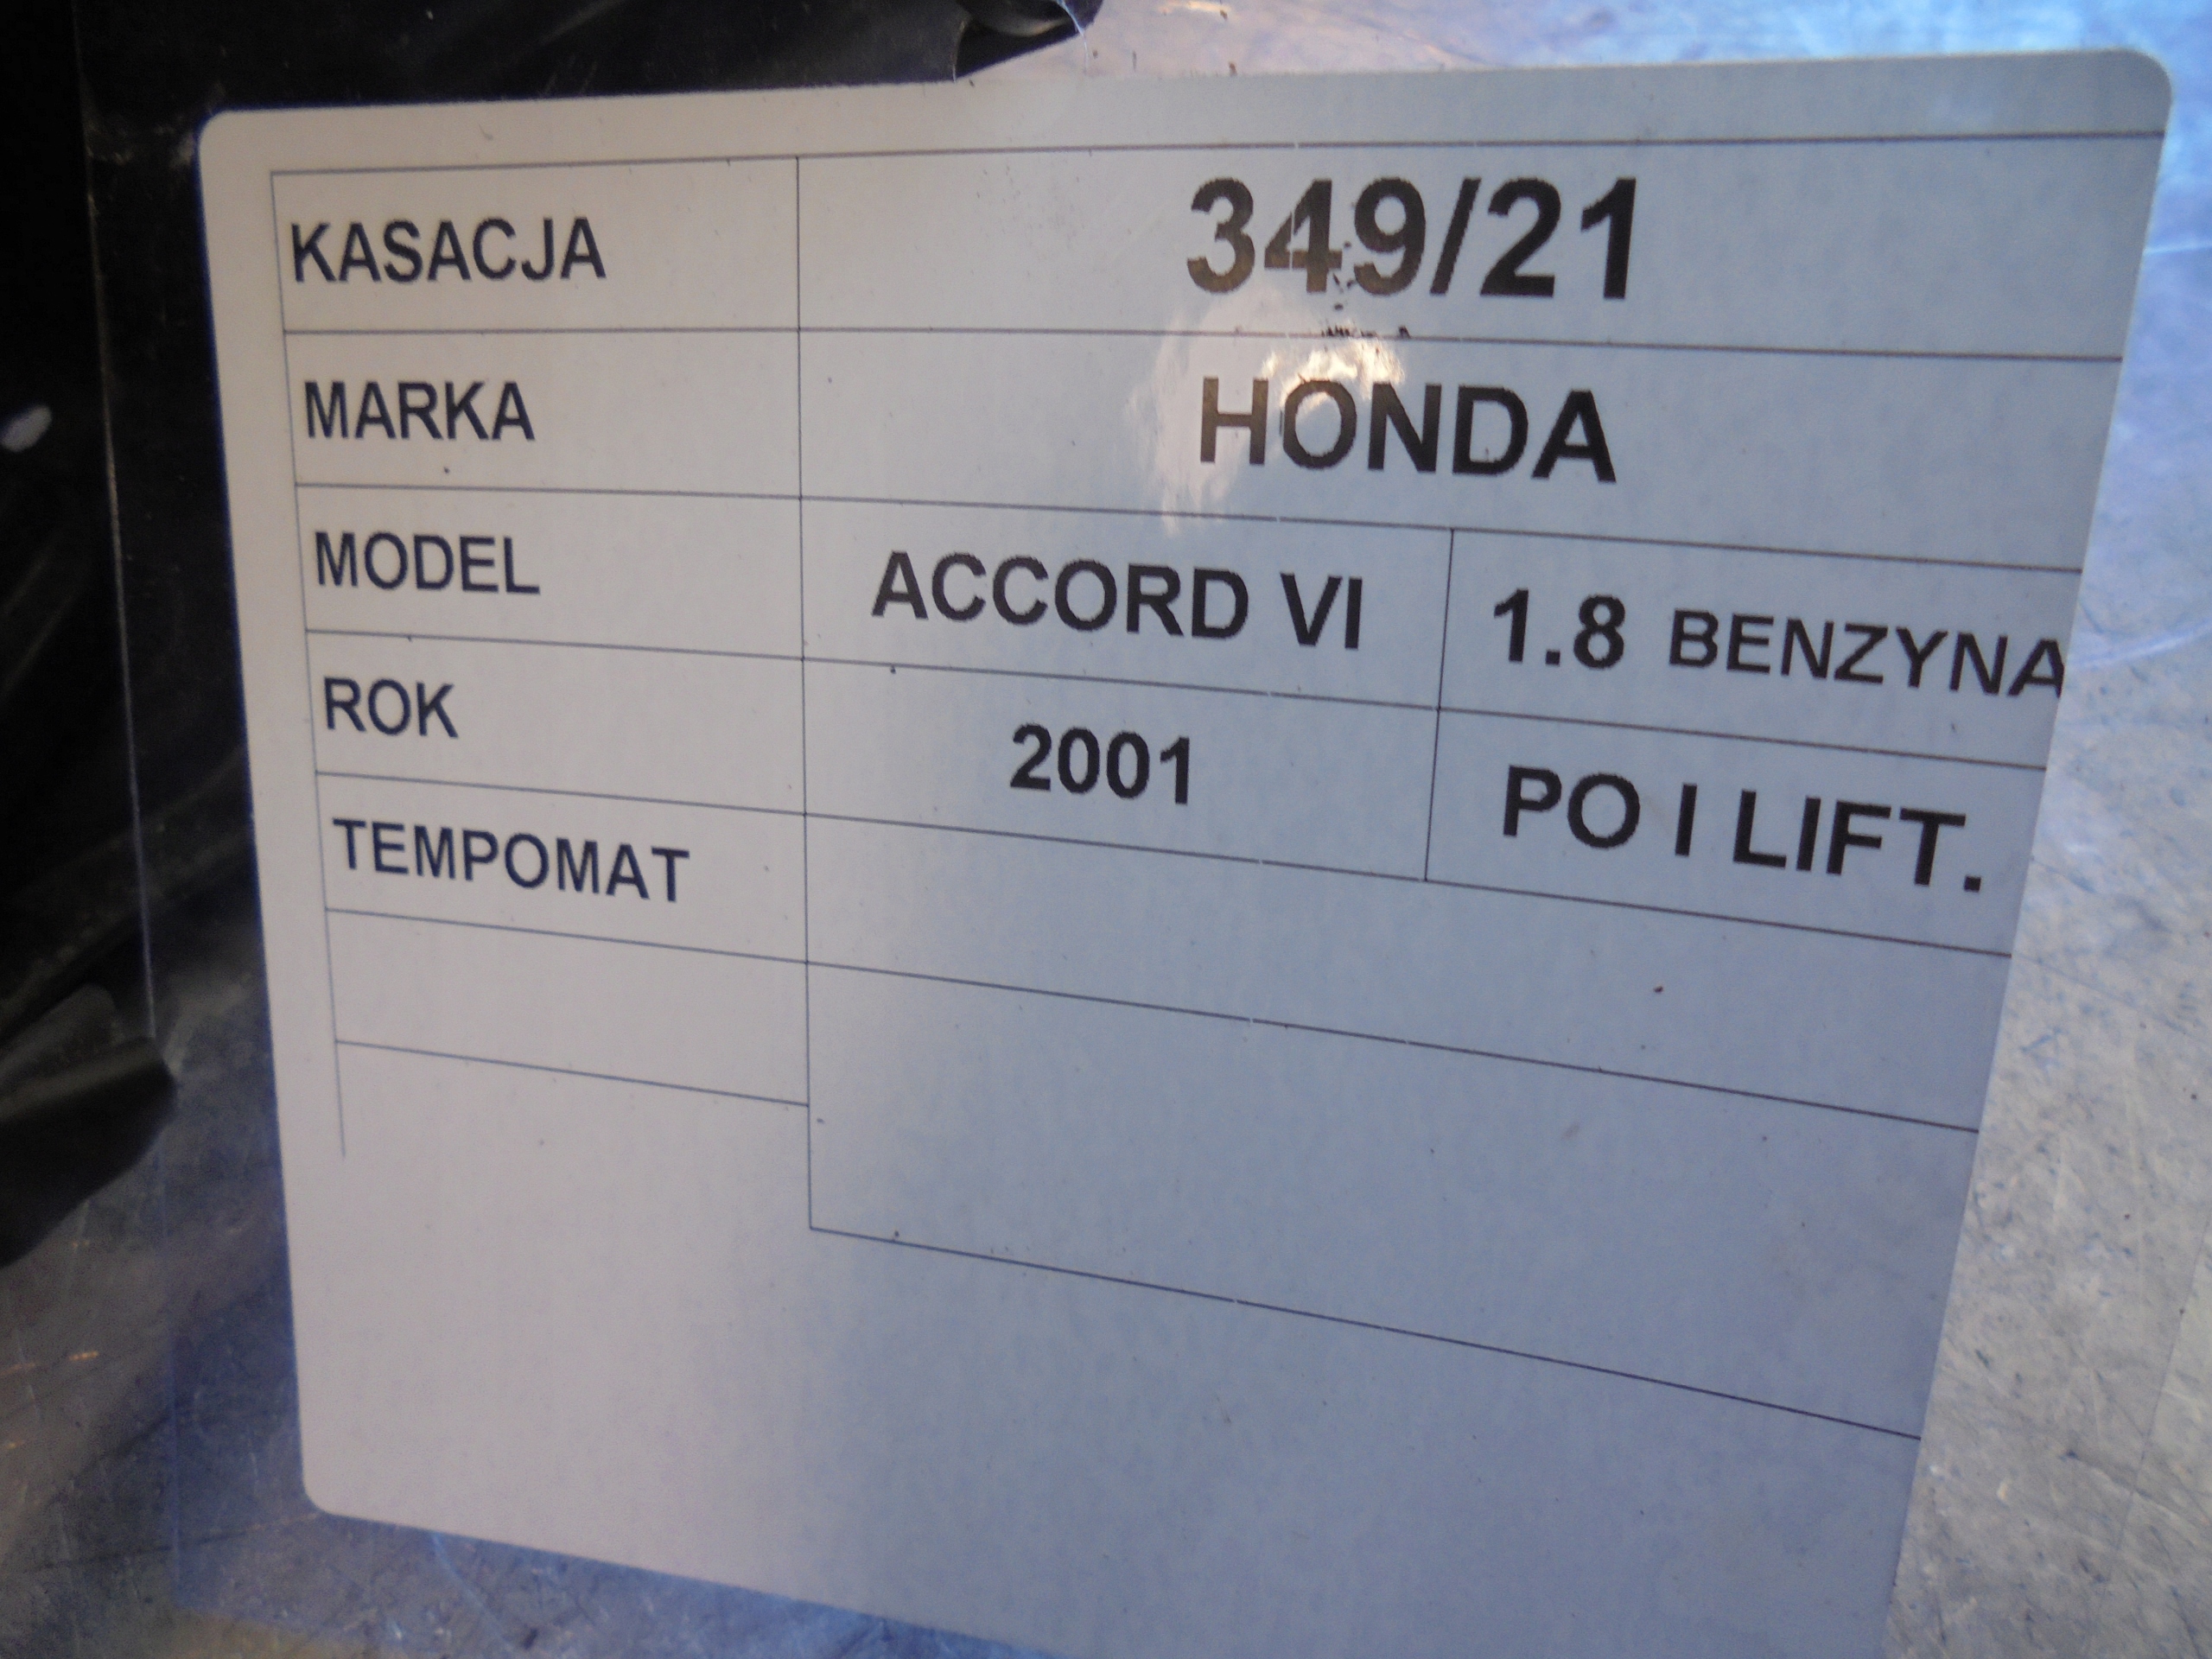 KASACJA 349/21
MARKA HONDA
MODEL ACCORD VI 1.8 BENZYNA
ROK 2001 PO I LIFT.
TEMPOMAT